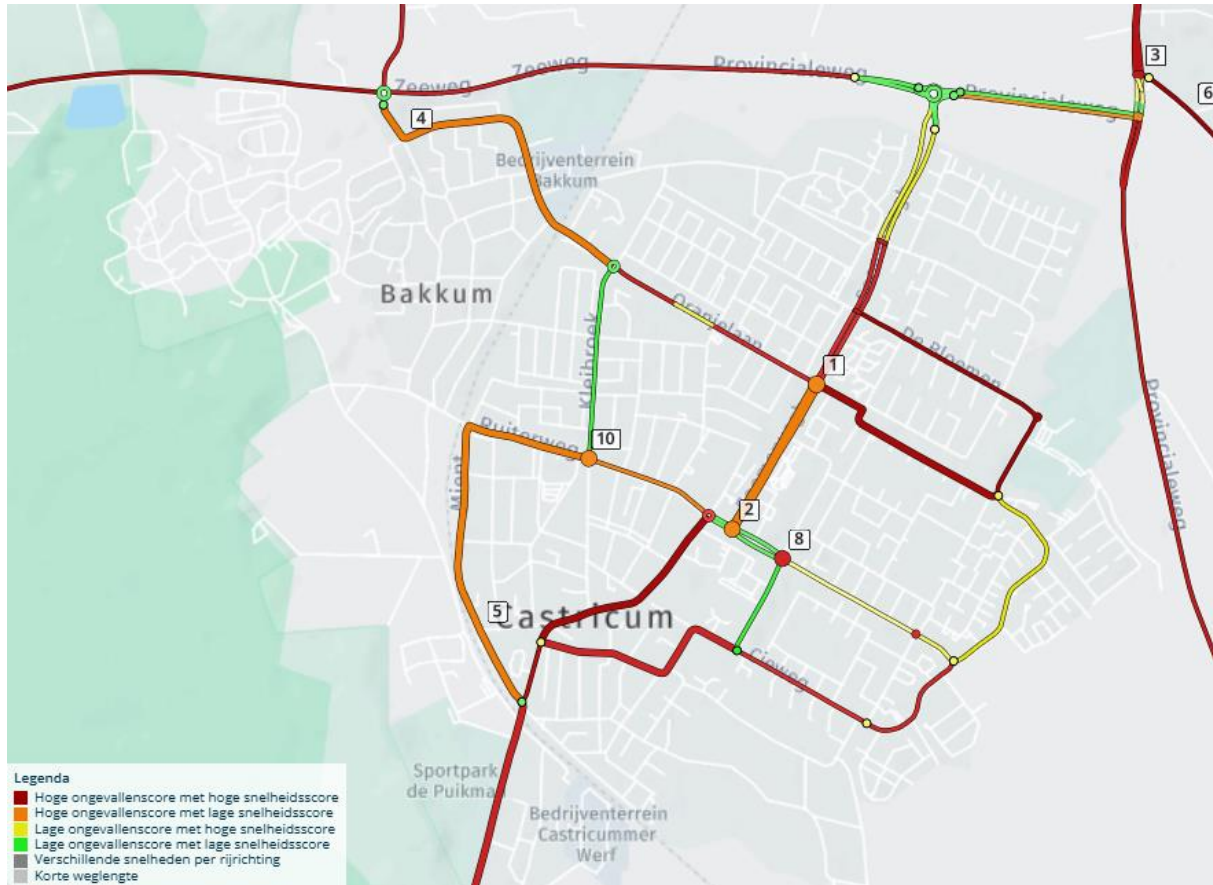 Zeeweg
Zeeweg
Provincialeweg
Provincialeweg
3
6
4
Bedrijventerrein
Bakkum
Bakkum
Oranjelaan
De Bloemen
Kleibroek
1
Provincialeweg
10
Ruiterweg
Mient
2
8
5
Castricum
Cieweg
Sportpark
de Puikman
Bedrijventerrein
Castricummer
Werf
Legenda
Hoge ongevallenscore met hoge snelheidsscore
Hoge ongevallenscore met lage snelheidsscore
Lage ongevallenscore met hoge snelheidsscore
Lage ongevallenscore met lage snelheidsscore
Verschillende snelheden per rijrichting
Korte weglengte